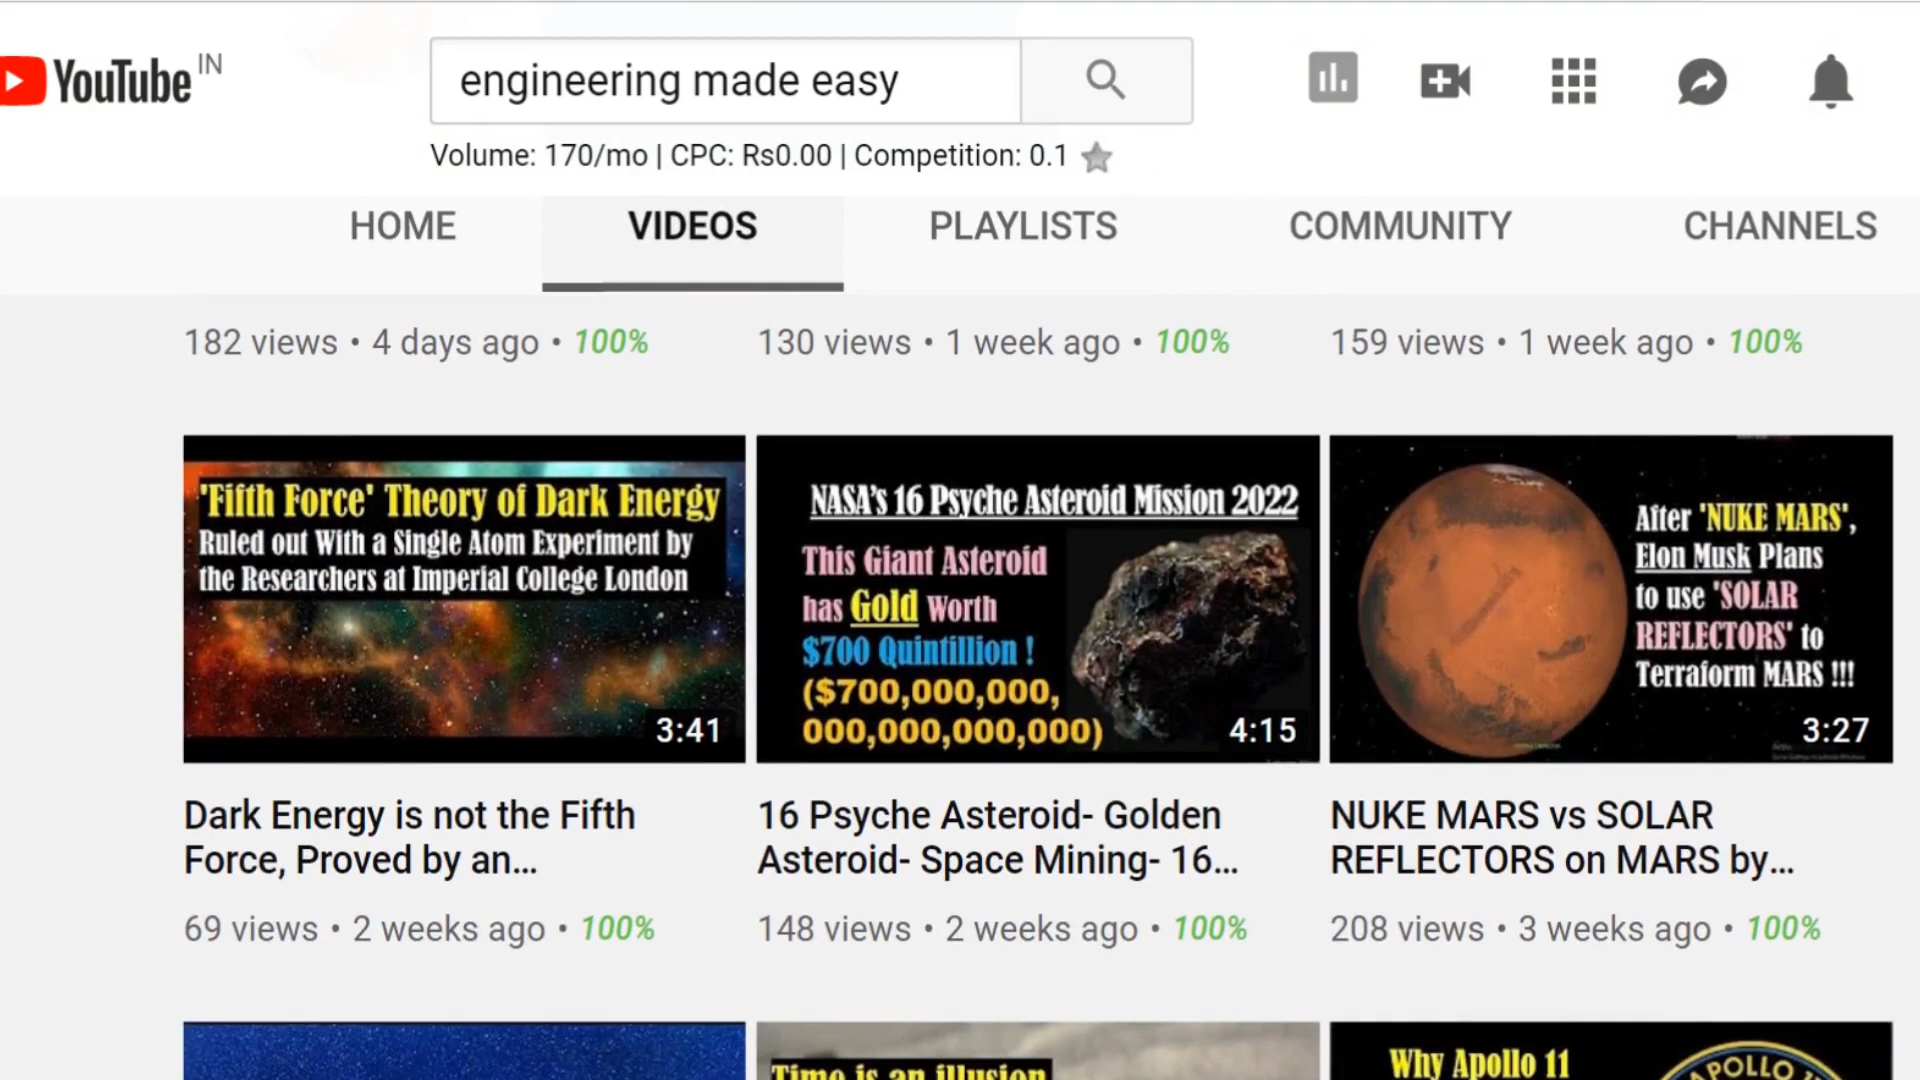 YouTube IN
engineering made easy
Volume: 170/mo | CPC: Rs0.00 | Competition: 0.1
HOME VIDEOS PLAYLISTS COMMUNITY CHANNELS
182 views • 4 days ago • 100%
130 views • 1 week ago • 100%
159 views • 1 week ago • 100%
'Fifth Force' Theory of Dark Energy
Ruled out With a Single Atom Experiment by
the Researchers at Imperial College London
3:41
NASA's 16 Psyche Asteroid Mission 2022
This Giant Asteroid
has Gold Worth
$700 Quintillion !
($700,000,000,
000,000,000,000)
4:15
After 'NUKE MARS',
Elon Musk Plans
to use 'SOLAR
REFLECTORS' to
Terraform MARS !!!
3:27
Dark Energy is not the Fifth
Force, Proved by an...
69 views • 2 weeks ago • 100%
16 Psyche Asteroid- Golden
Asteroid- Space Mining- 16...
148 views • 2 weeks ago • 100%
NUKE MARS vs SOLAR
REFLECTORS on MARS by...
208 views • 3 weeks ago • 100%
Time is an illusion
Why Apollo 11
APOLLO 11